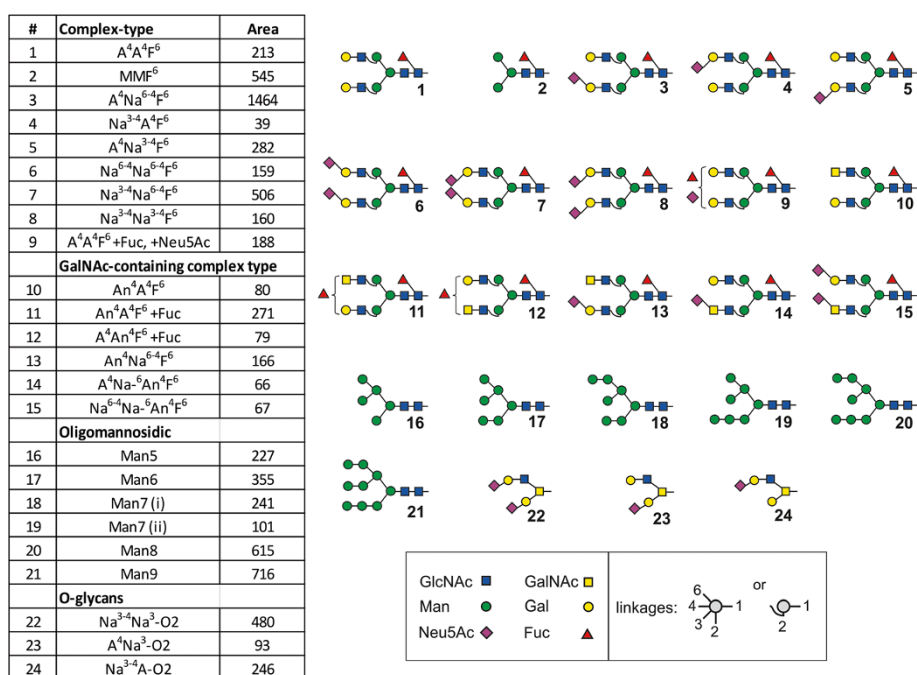 # Complex-type Area
1 A⁴A⁴F⁶ 213
2 MMF⁶ 545
3 A⁴Na⁶⁻⁴F⁶ 1464
4 Na³⁻⁴A⁴F⁶ 39
5 A⁴Na³⁻⁴F⁶ 282
6 Na⁶⁻⁴Na⁶⁻⁴F⁶ 159
7 Na³⁻⁴Na⁶⁻⁴F⁶ 506
8 Na³⁻⁴Na³⁻⁴F⁶ 160
9 A⁴A⁴F⁶ +Fuc, +Neu5Ac 188
GalNAc-containing complex type
10 An⁴A⁴F⁶ 80
11 An⁴A⁴F⁶ +Fuc 271
12 A⁴An⁴F⁶ +Fuc 79
13 An⁴Na⁶⁻⁴F⁶ 166
14 A⁴Na-⁶An⁴F⁶ 66
15 Na⁶⁻⁴Na-⁶An⁴F⁶ 67
Oligomannosidic
16 Man5 227
17 Man6 355
18 Man7 (i) 241
19 Man7 (ii) 101
20 Man8 615
21 Man9 716
O-glycans
22 Na³⁻⁴Na³-O2 480
23 A⁴Na³-O2 93
24 Na³⁻⁴A-O2 246
1 2 3 4 5
6 7 8 9 10
11 12 13 14 15
16 17 18 19 20
21 22 23 24
GlcNAc GalNAc
Man Gal
Neu5Ac Fuc
linkages: 6 4 3 2 1 or 2 1